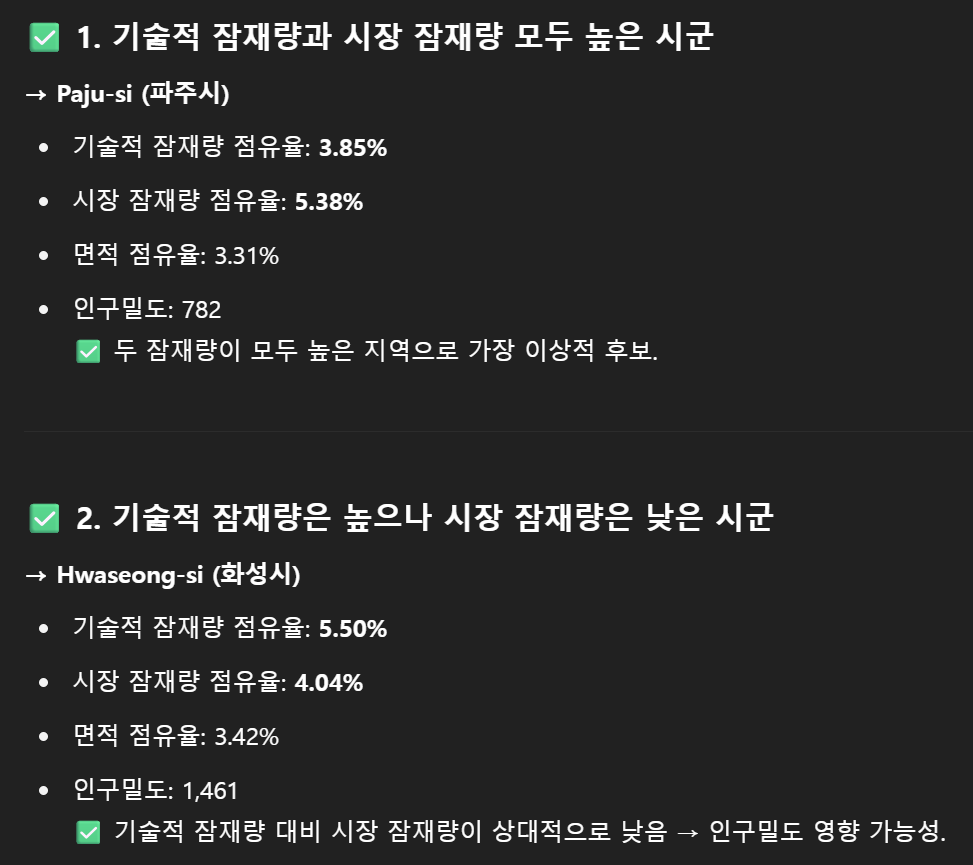 ✅ 1. 기술적 잠재량과 시장 잠재량 모두 높은 시군
→ Paju-si (파주시)
• 기술적 잠재량 점유율: 3.85%
• 시장 잠재량 점유율: 5.38%
• 면적 점유율: 3.31%
• 인구밀도: 782
✅ 두 잠재량이 모두 높은 지역으로 가장 이상적 후보.
✅ 2. 기술적 잠재량은 높으나 시장 잠재량은 낮은 시군
→ Hwaseong-si (화성시)
• 기술적 잠재량 점유율: 5.50%
• 시장 잠재량 점유율: 4.04%
• 면적 점유율: 3.42%
• 인구밀도: 1,461
✅ 기술적 잠재량 대비 시장 잠재량이 상대적으로 낮음 → 인구밀도 영향 가능성.